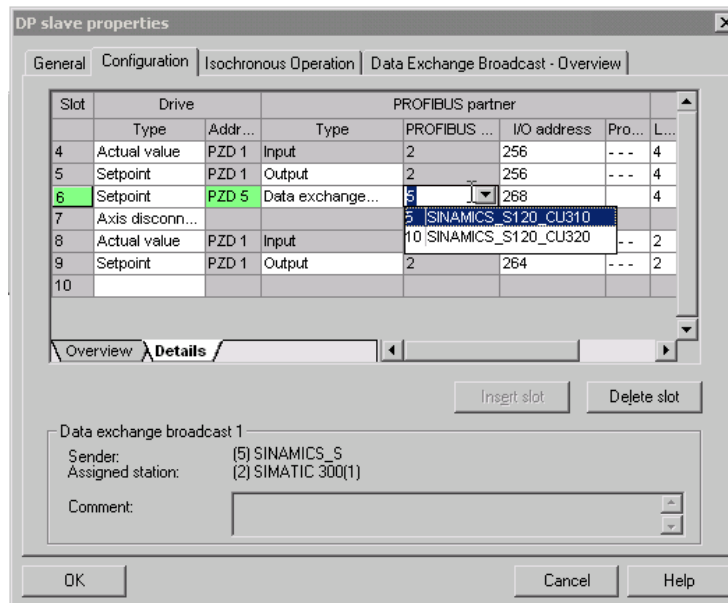 DP slave properties
General Configuration Isochronous Operation Data Exchange Broadcast - Overview
Slot Drive PROFIBUS partner
Type Addr... Type PROFIBUS ... I/O address Pro... L...
4 Actual value PZD 1 Input 2 256 - - - 4
5 Setpoint PZD 1 Output 2 256 - - - 4
6 Setpoint PZD 5 Data exchange... 5 268 4
7 Axis disconn... 5 SINAMICS_S120_CU310
8 Actual value PZD 1 Input 10 SINAMICS_S120_CU320 - - - 2
9 Setpoint PZD 1 Output 2 264 - - - 2
10
Overview Details
Insert slot Delete slot
Data exchange broadcast 1
Sender: (5) SINAMICS_S
Assigned station: (2) SIMATIC 300(1)
Comment:
OK Cancel Help